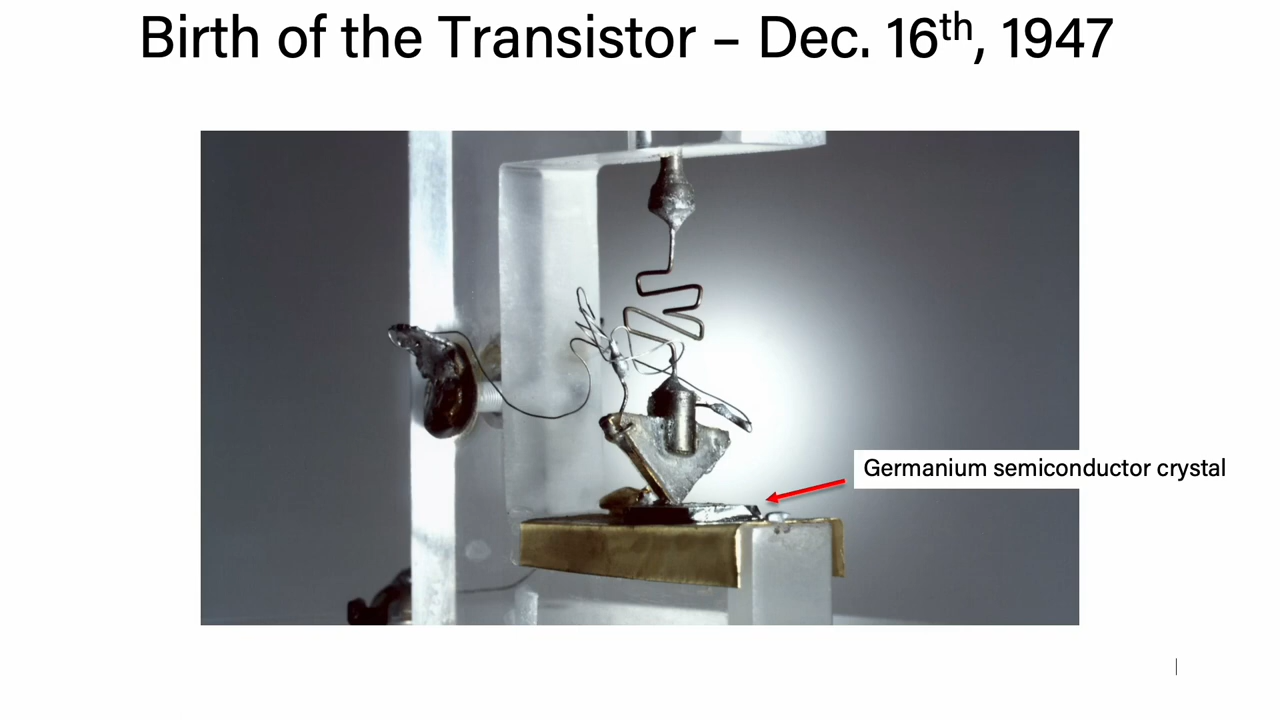 Birth of the Transistor – Dec. 16th, 1947
Germanium semiconductor crystal